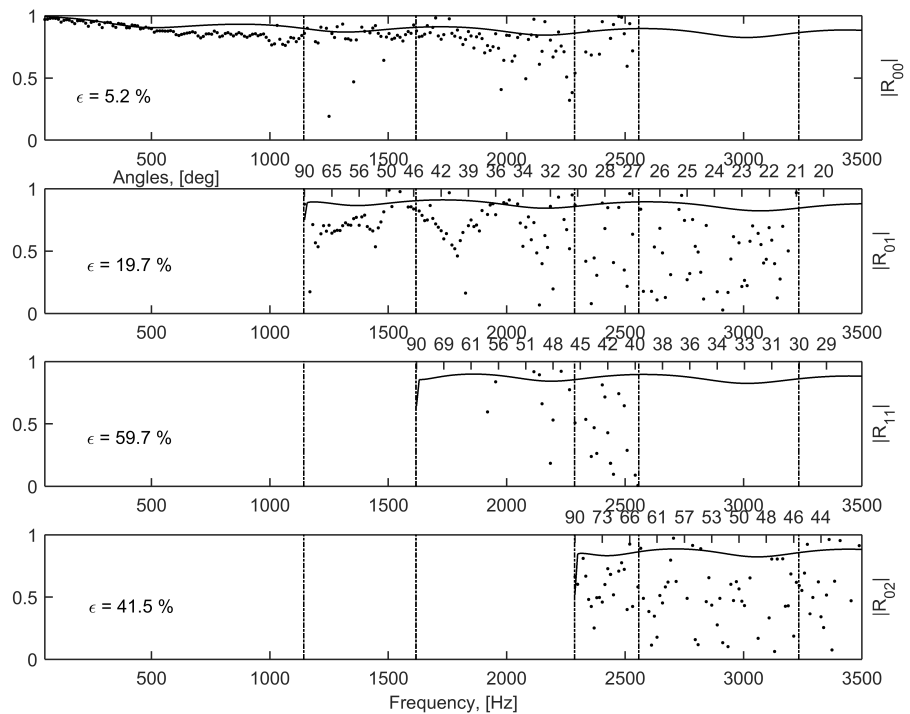 1
0.5
0
ϵ = 5.2 %
|R00|
500 1000 1500 2000 2500 3000 3500
Angles, [deg] 90 65 56 50 46 42 39 36 34 32 30 28 27 26 25 24 23 22 21 20
1
0.5
0
ϵ = 19.7 %
|R01|
500 1000 1500 2000 2500 3000 3500
90 69 61 56 51 48 45 42 40 38 36 34 33 31 30 29
1
0.5
0
ϵ = 59.7 %
|R11|
500 1000 1500 2000 2500 3000 3500
90 73 66 61 57 53 50 48 46 44
1
0.5
0
ϵ = 41.5 %
|R02|
500 1000 1500 2000 2500 3000 3500
Frequency, [Hz]